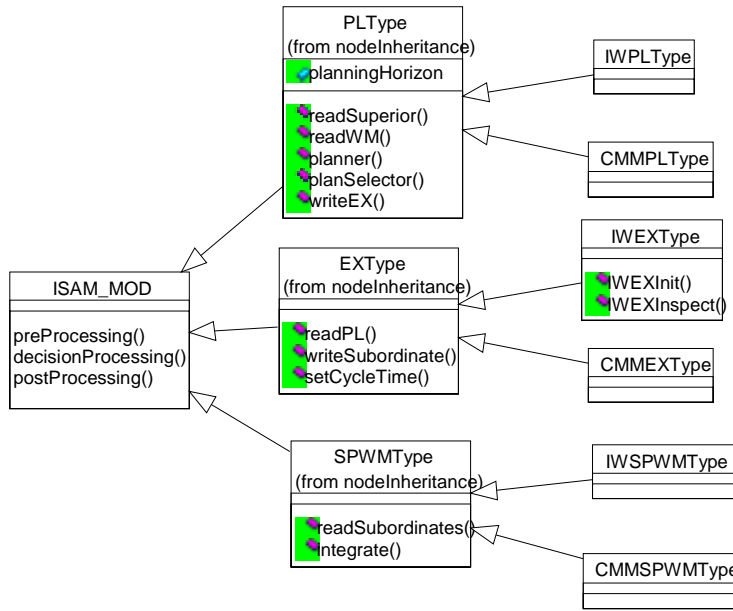 PLType
(from nodeInheritance)
planningHorizon
readSuperior()
readWM()
planner()
planSelector()
writeEX()
IWPLType
CMMPLType
ISAM_MOD
preProcessing()
decisionProcessing()
postProcessing()
EXType
(from nodeInheritance)
readPL()
writeSubordinate()
setCycleTime()
IWEXType
IWEXInit()
IWEXInspect()
CMMEXType
SPWMType
(from nodeInheritance)
readSubordinates()
integrate()
IWSPWMType
CMMSPWMType